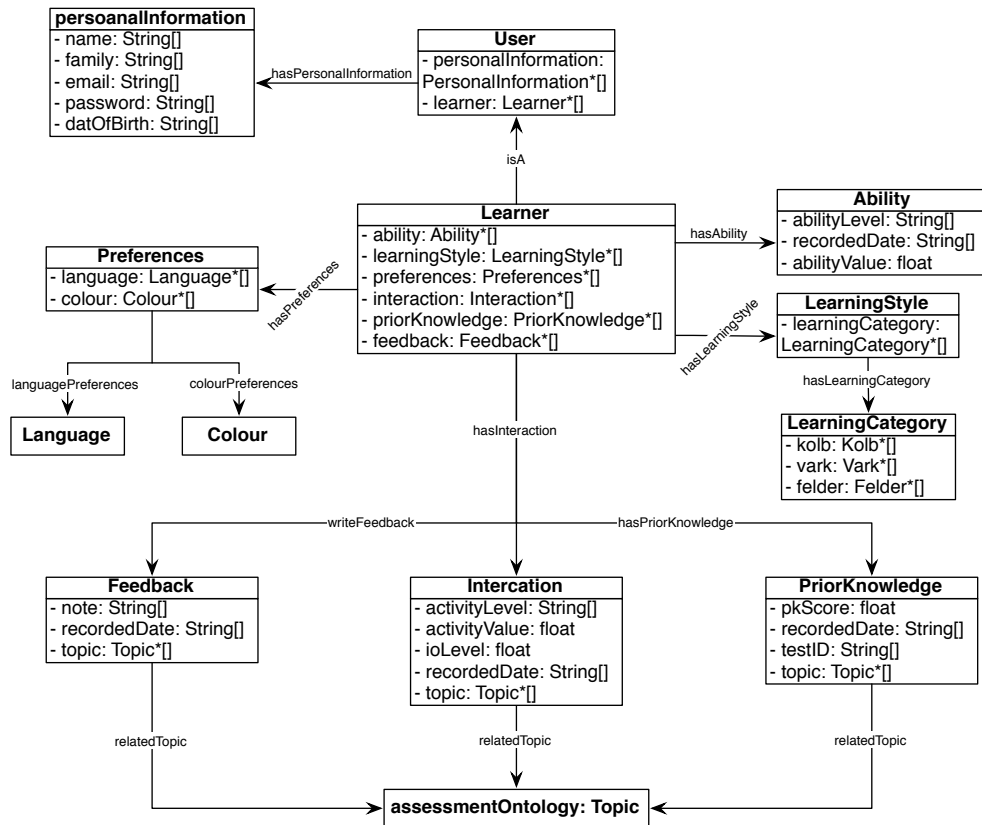 persoanalInformation
- name: String[]
- family: String[]
- email: String[]
- password: String[]
- datOfBirth: String[]
hasPersonalInformation
User
- personalInformation:
PersonalInformation*[]
- learner: Learner*[]
isA
Learner
- ability: Ability*[]
- learningStyle: LearningStyle*[]
- preferences: Preferences*[]
- interaction: Interaction*[]
- priorKnowledge: PriorKnowledge*[]
- feedback: Feedback*[]
hasAbility
Ability
- abilityLevel: String[]
- recordedDate: String[]
- abilityValue: float
Preferences
- language: Language*[]
- colour: Colour*[]
hasPreferences
hasLearningStyle
LearningStyle
- learningCategory:
LearningCategory*[]
hasLearningCategory
languagePreferences
colourPreferences
Language
Colour
LearningCategory
- kolb: Kolb*[]
- vark: Vark*[]
- felder: Felder*[]
hasInteraction
writeFeedback
hasPriorKnowledge
Feedback
- note: String[]
- recordedDate: String[]
- topic: Topic*[]
Intercation
- activityLevel: String[]
- activityValue: float
- ioLevel: float
- recordedDate: String[]
- topic: Topic*[]
PriorKnowledge
- pkScore: float
- recordedDate: String[]
- testID: String[]
- topic: Topic*[]
relatedTopic
relatedTopic
relatedTopic
assessmentOntology: Topic